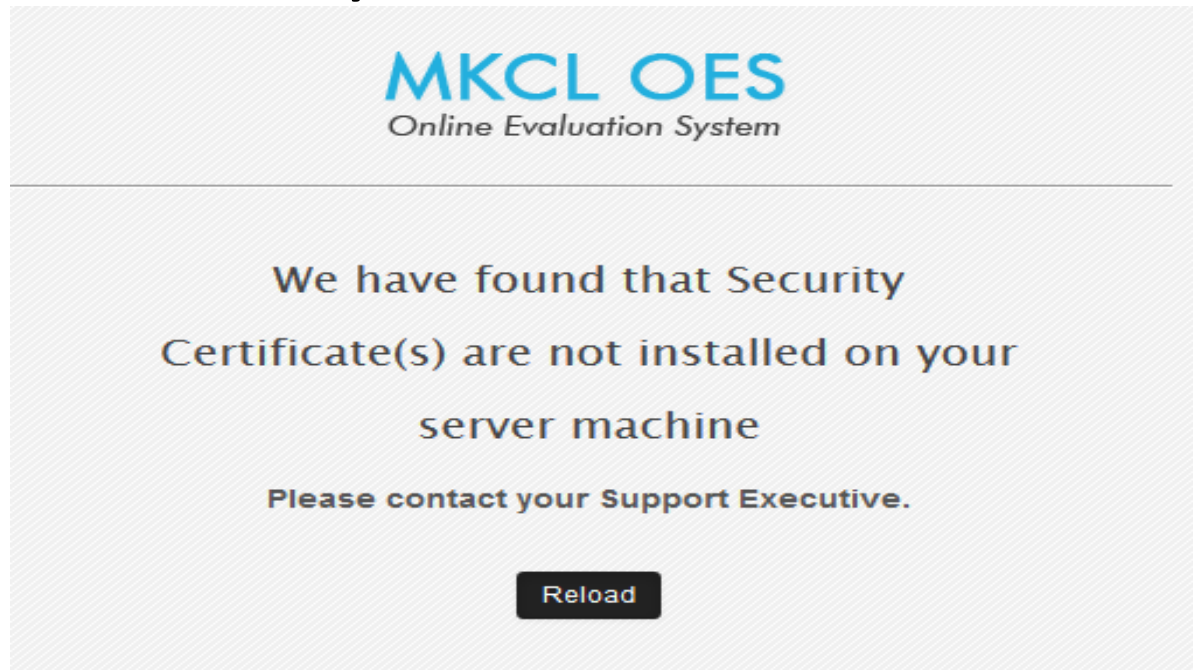 MKCL OES
Online Evaluation System
We have found that Security
Certificate(s) are not installed on your
server machine
Please contact your Support Executive.
Reload